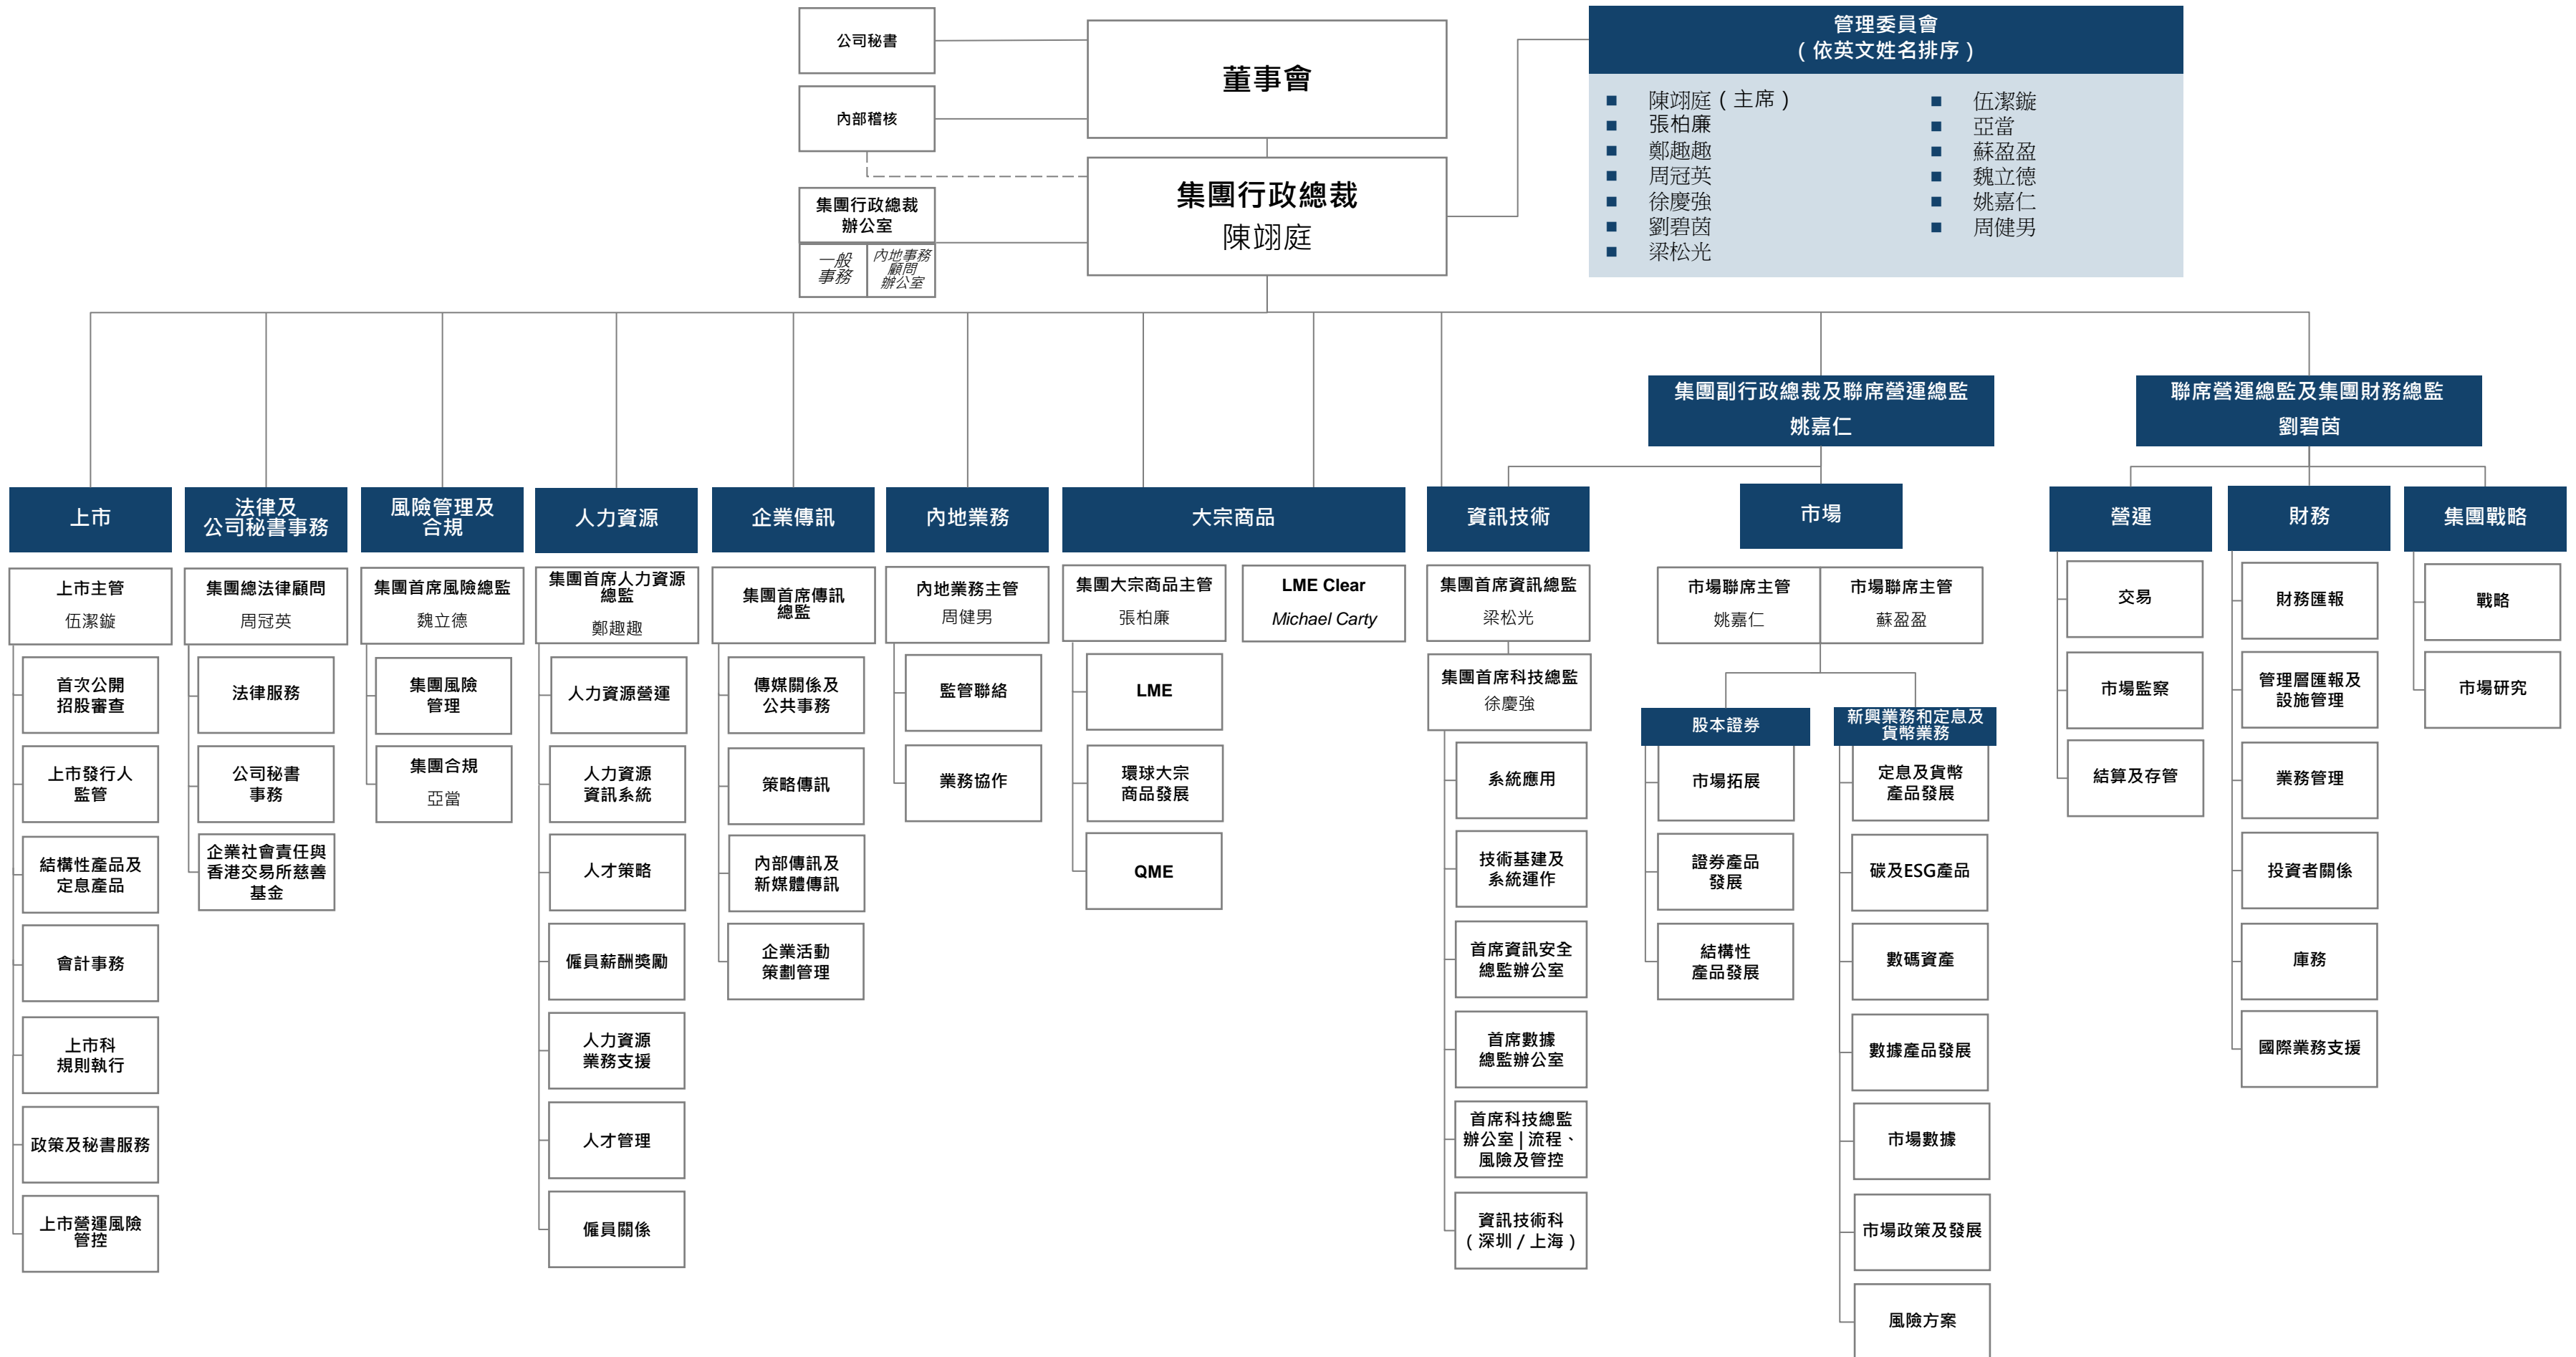 公司秘書
內部稽核
董事會
集團行政總裁
陳翊庭
集團行政總裁
辦公室
一般
事務
內地事務
顧問
辦公室
管理委員會
(依英文姓名排序)
陳翊庭(主席)
張柏廉
鄭趣趣
周冠英
徐慶強
劉碧茵
梁松光
伍潔鏇
亞當
蘇盈盈
魏立德
姚嘉仁
周健男
集團副行政總裁及聯席營運總監
姚嘉仁
聯席營運總監及集團財務總監
劉碧茵
上市
上市主管
伍潔鏇
首次公開
招股審查
上市發行人
監管
結構性產品及
定息產品
會計事務
上市科
規則執行
政策及秘書服務
上市營運風險
管控
法律及
公司秘書事務
集團總法律顧問
周冠英
法律服務
公司秘書
事務
企業社會責任與
香港交易所慈善
基金
風險管理及
合規
集團首席風險總監
魏立德
集團風險
管理
集團合規
亞當
人力資源
集團首席人力資源
總監
鄭趣趣
人力資源營運
人力資源
資訊系統
人才策略
僱員薪酬獎勵
人力資源
業務支援
人才管理
僱員關係
企業傳訊
集團首席傳訊
總監
傳媒關係及
公共事務
策略傳訊
內部傳訊及
新媒體傳訊
企業活動
策劃管理
內地業務
內地業務主管
周健男
監管聯絡
業務協作
大宗商品
集團大宗商品主管
張柏廉
LME
環球大宗
商品發展
QME
LME Clear
Michael Carty
資訊技術
集團首席資訊總監
梁松光
集團首席科技總監
徐慶強
系統應用
技術基建及
系統運作
首席資訊安全
總監辦公室
首席數據
總監辦公室
首席科技總監
辦公室|流程、
風險及管控
資訊技術科
(深圳/上海)
市場
市場聯席主管
姚嘉仁
市場聯席主管
蘇盈盈
股本證券
市場拓展
證券產品
發展
結構性
產品發展
新興業務和定息及
貨幣業務
定息及貨幣
產品發展
碳及ESG產品
數碼資產
數據產品發展
市場數據
市場政策及發展
風險方案
營運
交易
市場監察
結算及存管
財務
財務匯報
管理層匯報及
設施管理
業務管理
投資者關係
庫務
國際業務支援
集團戰略
戰略
市場研究